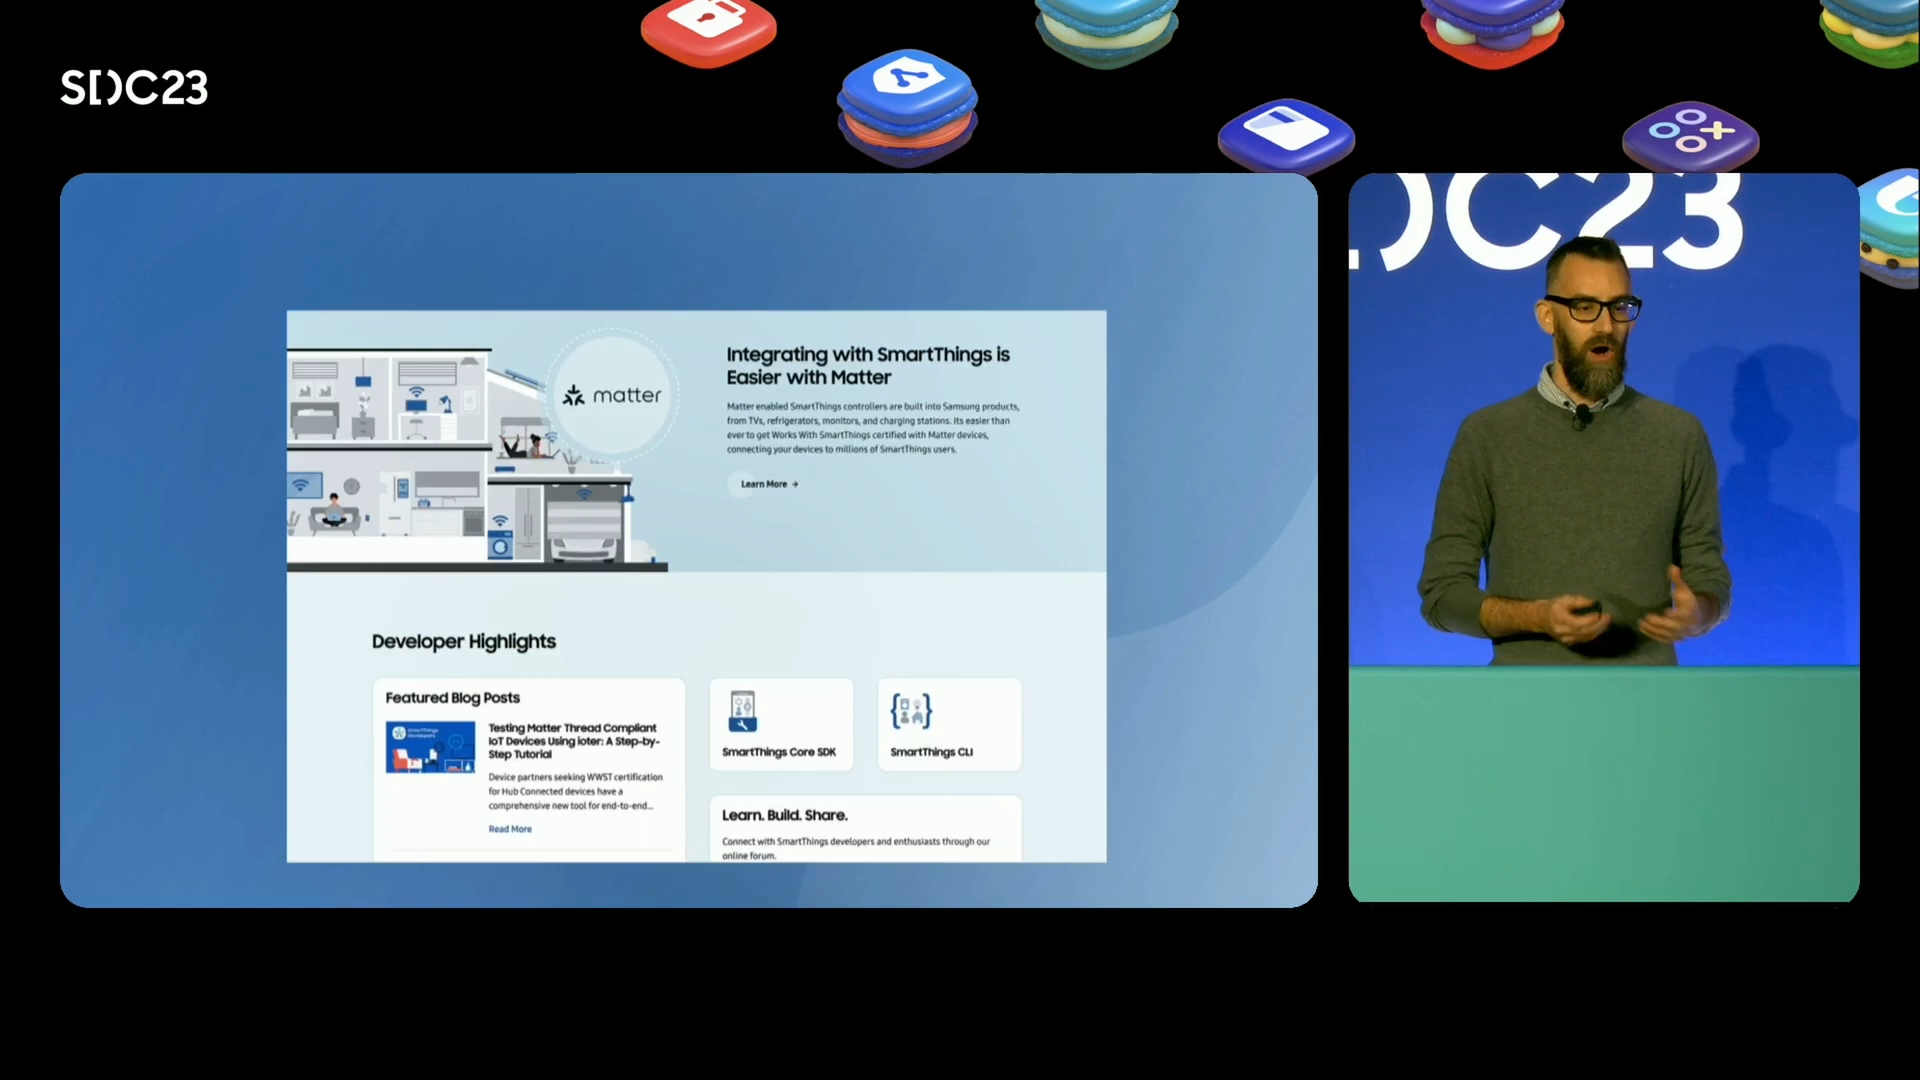 SDC23
DC23
matter
Integrating with SmartThings is
Easier with Matter
Matter enabled SmartThings controllers are built into Samsung products,
from TVs, refrigerators, monitors, and charging stations. Its easier than
ever to get Works With SmartThings certified with Matter devices,
connecting your devices to millions of SmartThings users.
Learn More →
Developer Highlights
Featured Blog Posts
Testing Matter Thread Compliant
IoT Devices Using ioter: A Step-by-
Step Tutorial
Device partners seeking WWST certification
for Hub Connected devices have a
comprehensive new tool for end-to-end...
Read More
SmartThings Core SDK
SmartThings CLI
Learn. Build. Share.
Connect with SmartThings developers and enthusiasts through our
online forum.